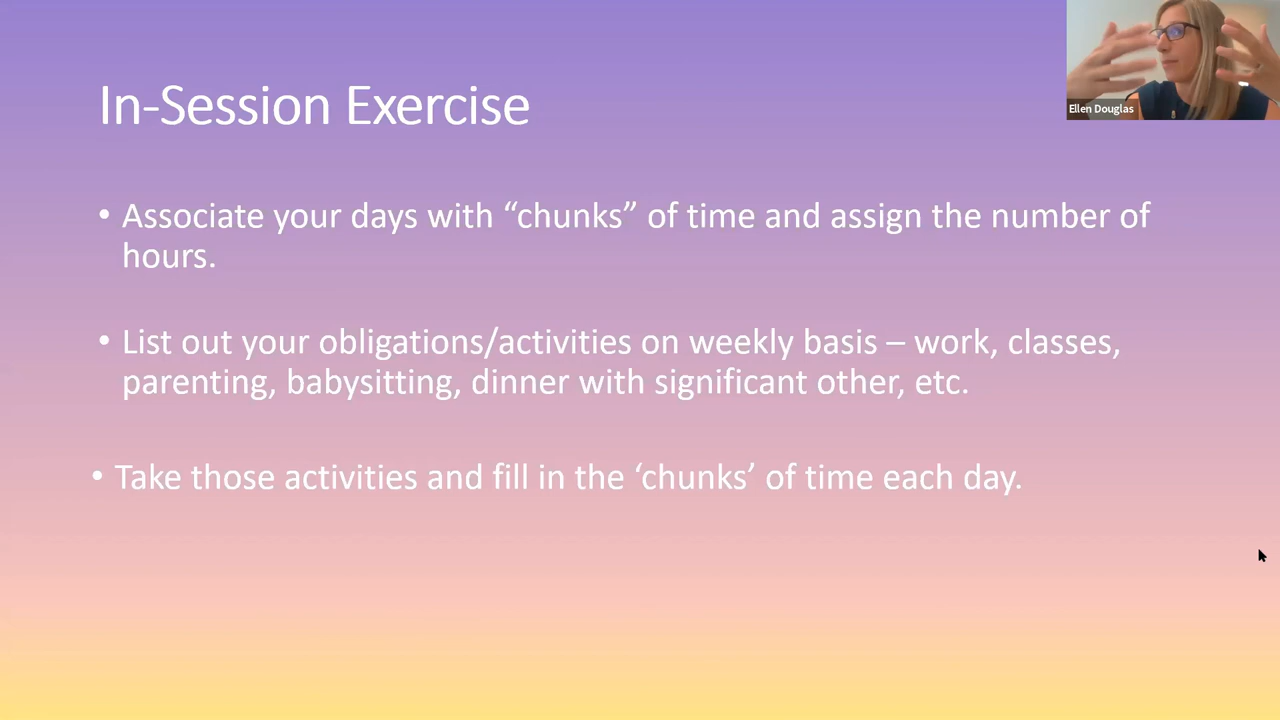 In-Session Exercise
Ellen Douglas
• Associate your days with “chunks” of time and assign the number of
hours.
• List out your obligations/activities on weekly basis – work, classes,
parenting, babysitting, dinner with significant other, etc.
• Take those activities and fill in the ‘chunks’ of time each day.